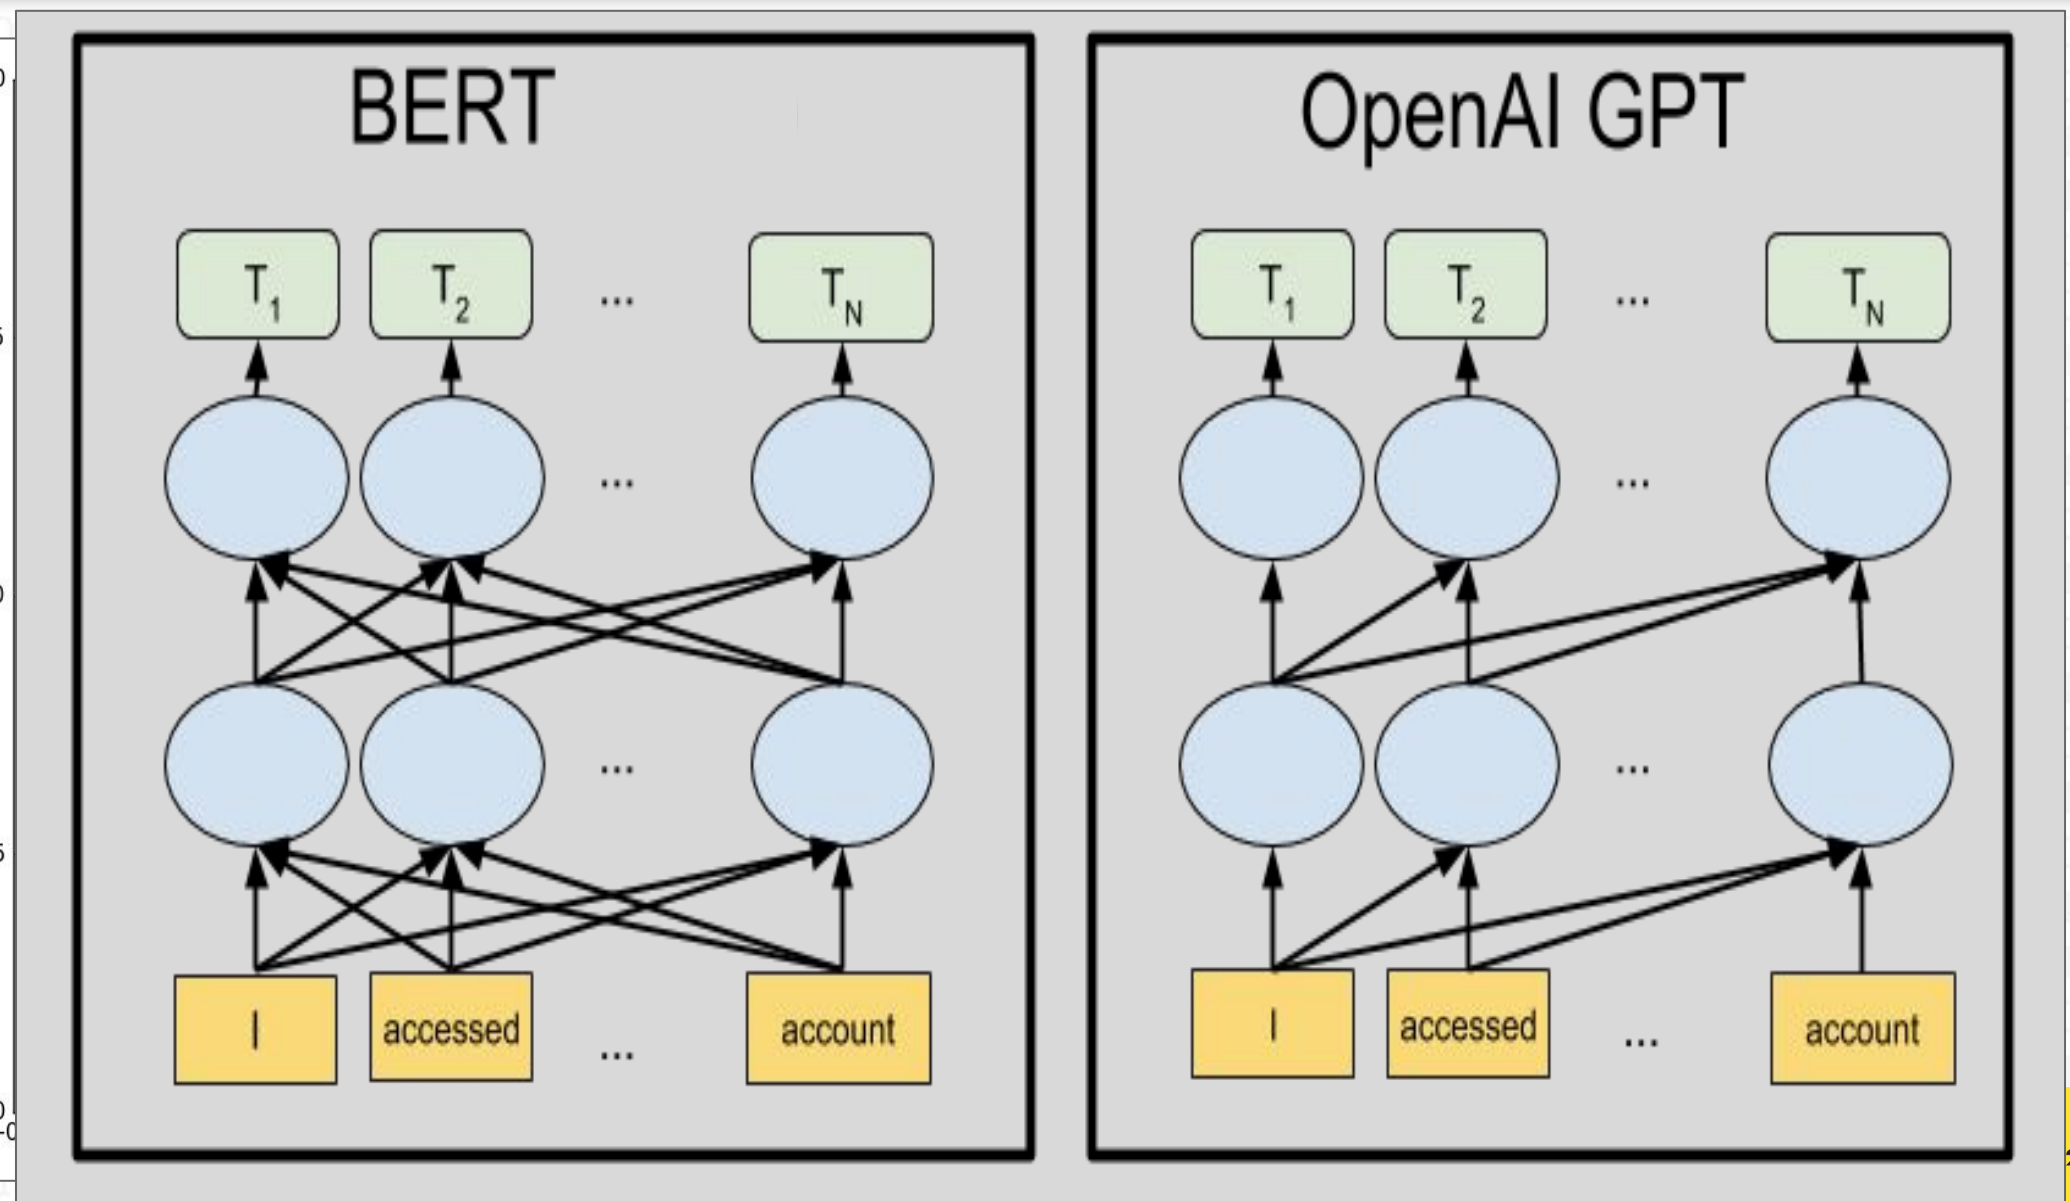 BERT
OpenAI GPT
T1 T2 ... TN
T1 T2 ... TN
...
...
...
...
I accessed ... account
I accessed ... account